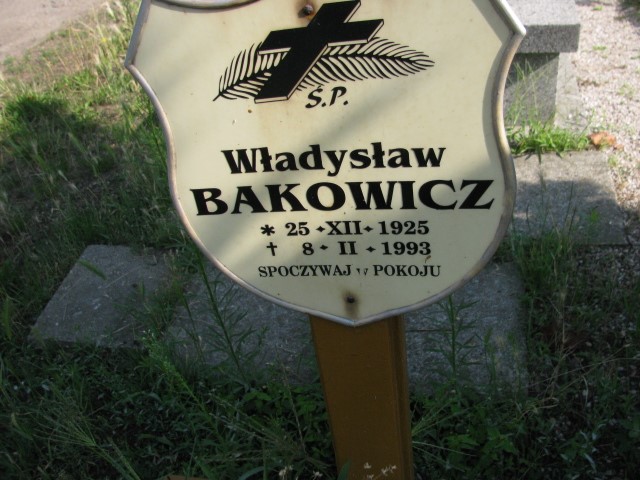 Ś.P.
Władysław
BAKOWICZ
* 25 • XII • 1925
† 8 • II • 1993
SPOCZYWAJ W POKOJU